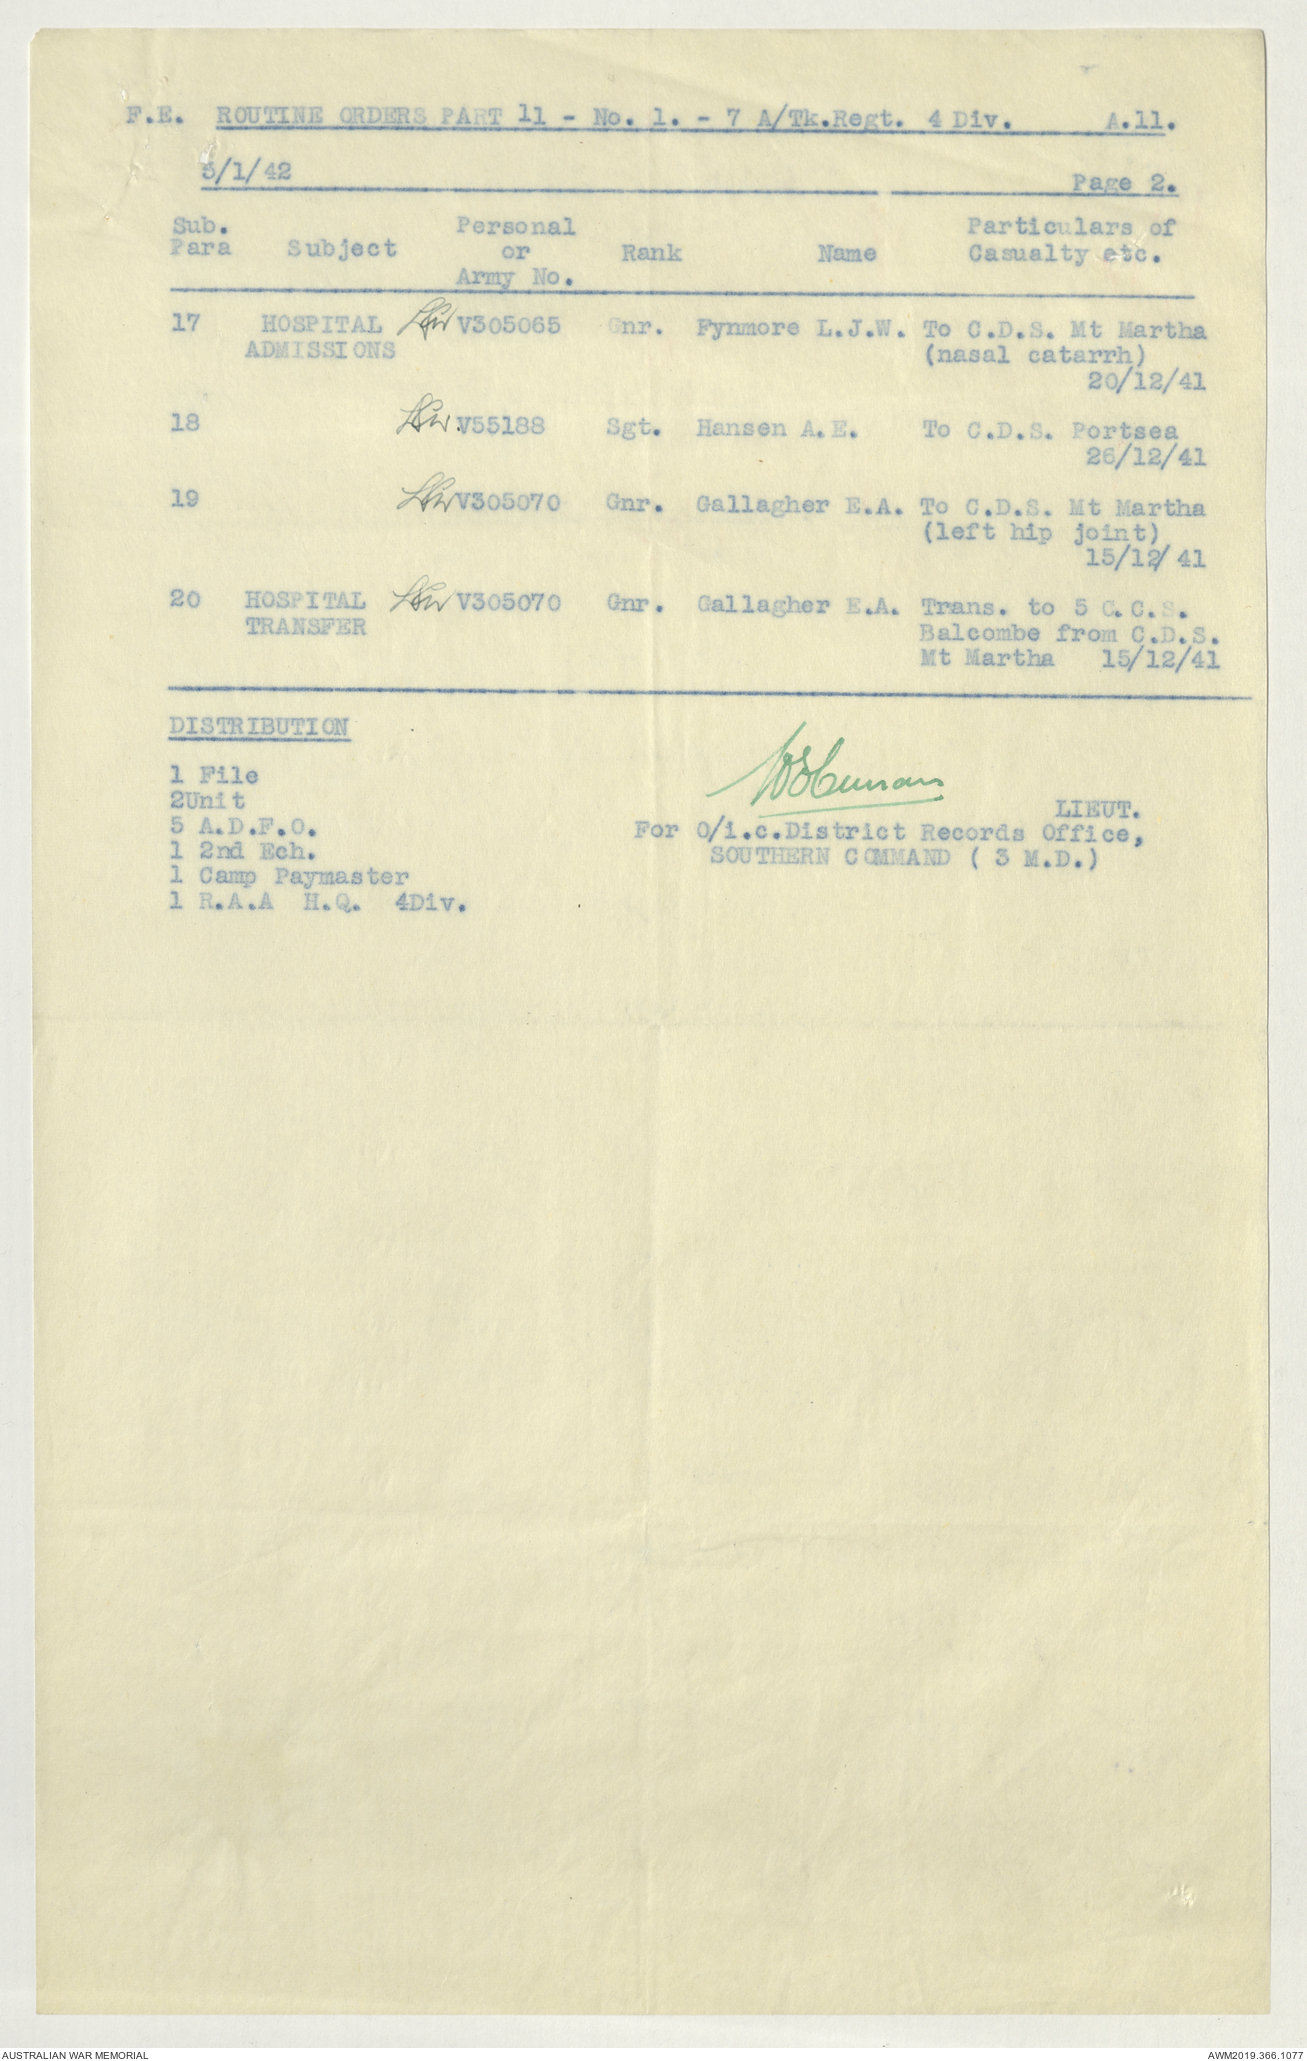 F.E. ROUTINE ORDERS PART 11 - No. 1. - 7 A/Tk.Regt. 4 Div. A.11.
3/1/42 Page 2.
Sub. Para Subject Personal or Army No. Rank Name Particulars of Casualty etc.
17 HOSPITAL V305065 Gnr. Fynmore L.J.W. To C.D.S. Mt Martha
ADMISSIONS (nasal catarrh)
20/12/41
18 V55188 Sgt. Hansen A.E. To C.D.S. Portsea
26/12/41
19 V305070 Gnr. Gallagher E.A. To C.D.S. Mt Martha
(left hip joint)
15/12/ 41
20 HOSPITAL V305070 Gnr. Gallagher E.A. Trans. to 5 C.C.S.
TRANSFER Balcombe from C.D.S.
Mt Martha 15/12/41
DISTRIBUTION
1 File
2Unit
5 A.D.F.O.
1 2nd Ech.
1 Camp Paymaster
1 R.A.A H.Q. 4Div.
LIEUT.
For O/i.c.District Records Office,
SOUTHERN COMMAND ( 3 M.D.)
AUSTRALIAN WAR MEMORIAL
AWM2019.366.1077